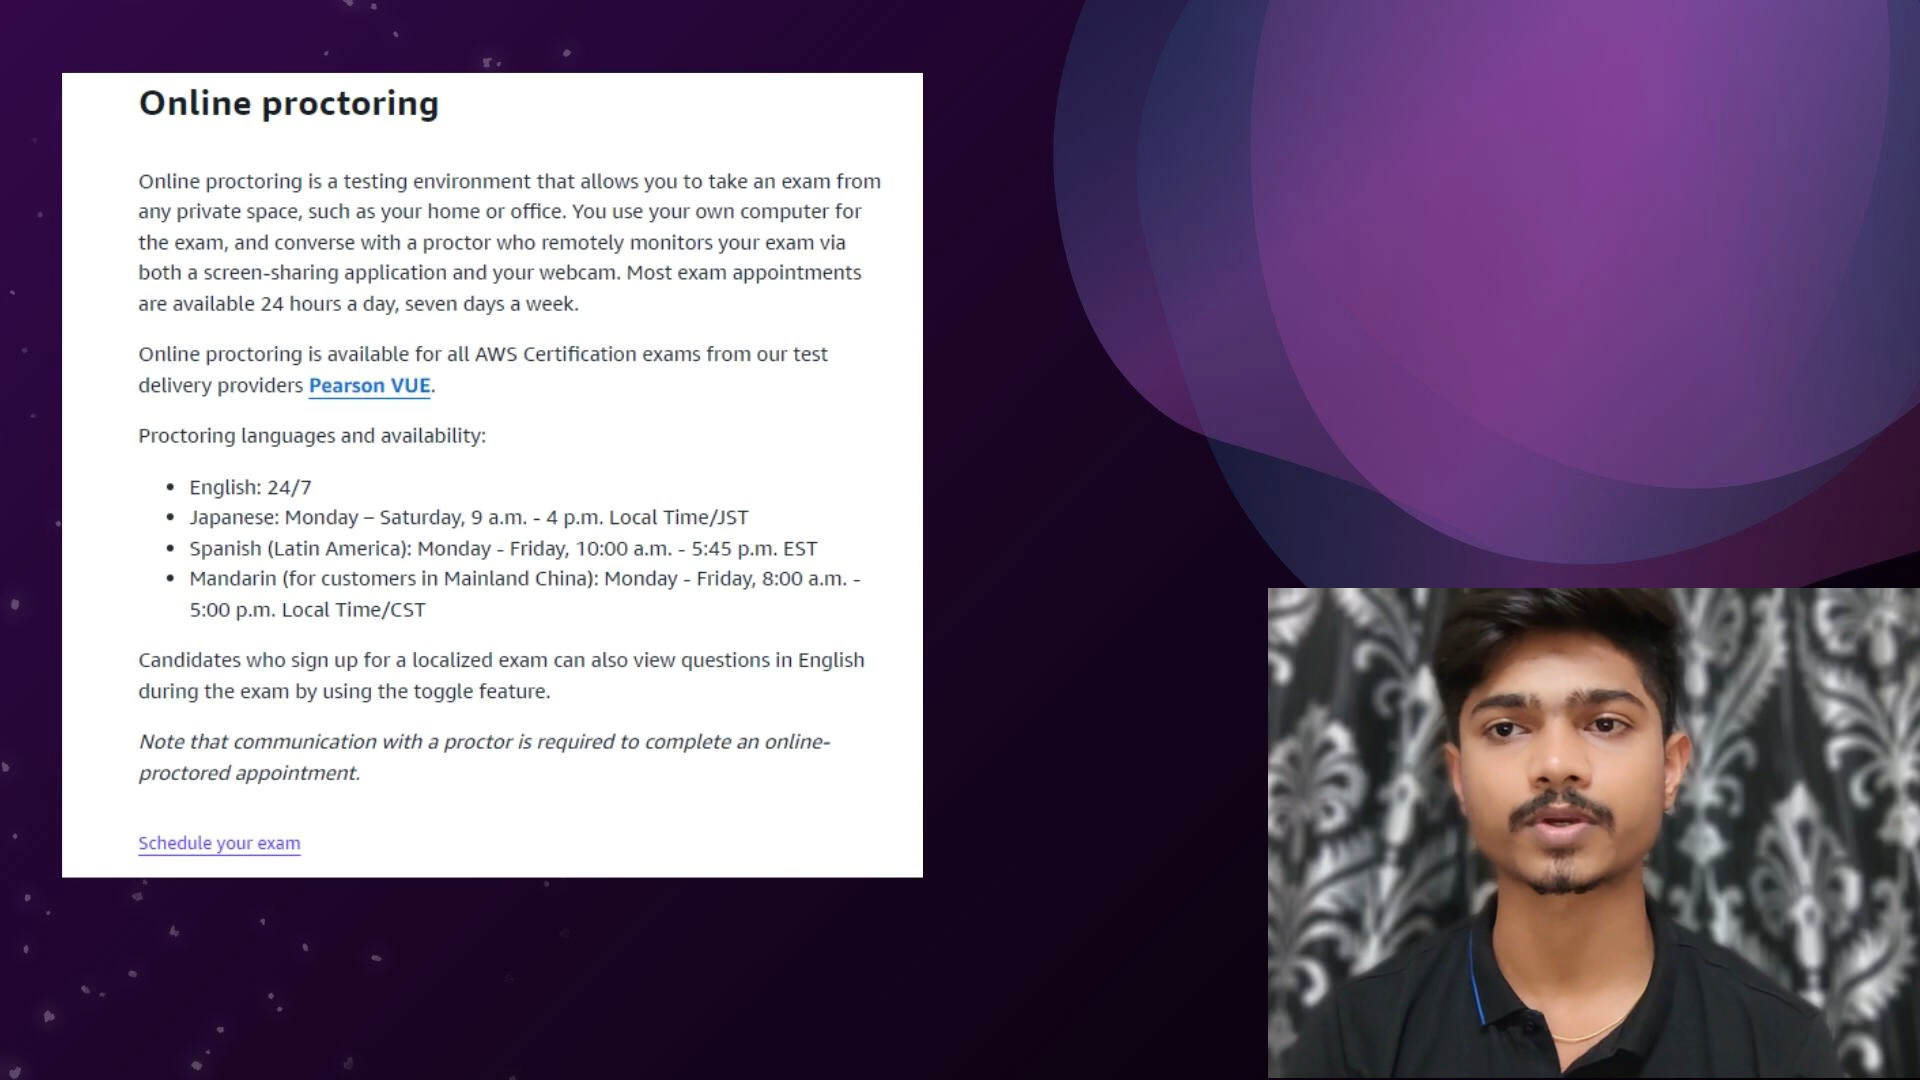 Online proctoring
Online proctoring is a testing environment that allows you to take an exam from
any private space, such as your home or office. You use your own computer for
the exam, and converse with a proctor who remotely monitors your exam via
both a screen-sharing application and your webcam. Most exam appointments
are available 24 hours a day, seven days a week.
Online proctoring is available for all AWS Certification exams from our test
delivery providers Pearson VUE.
Proctoring languages and availability:
• English: 24/7
• Japanese: Monday – Saturday, 9 a.m. - 4 p.m. Local Time/JST
• Spanish (Latin America): Monday - Friday, 10:00 a.m. - 5:45 p.m. EST
• Mandarin (for customers in Mainland China): Monday - Friday, 8:00 a.m. -
5:00 p.m. Local Time/CST
Candidates who sign up for a localized exam can also view questions in English
during the exam by using the toggle feature.
Note that communication with a proctor is required to complete an online-
proctored appointment.
Schedule your exam